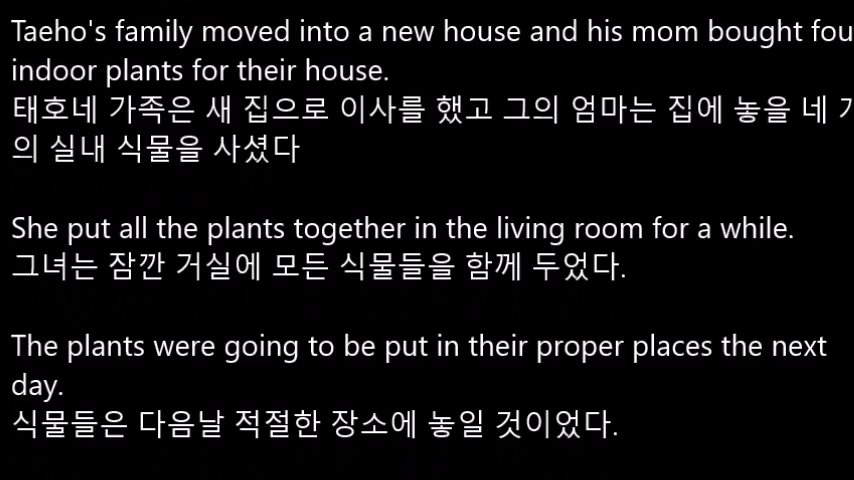 Taeho's family moved into a new house and his mom bought fou
indoor plants for their house.
태호네 가족은 새 집으로 이사를 했고 그의 엄마는 집에 놓을 네
의 실내 식물을 사셨다
She put all the plants together in the living room for a while.
그녀는 잠깐 거실에 모든 식물들을 함께 두었다.
The plants were going to be put in their proper places the next
day.
식물들은 다음날 적절한 장소에 놓일 것이었다.